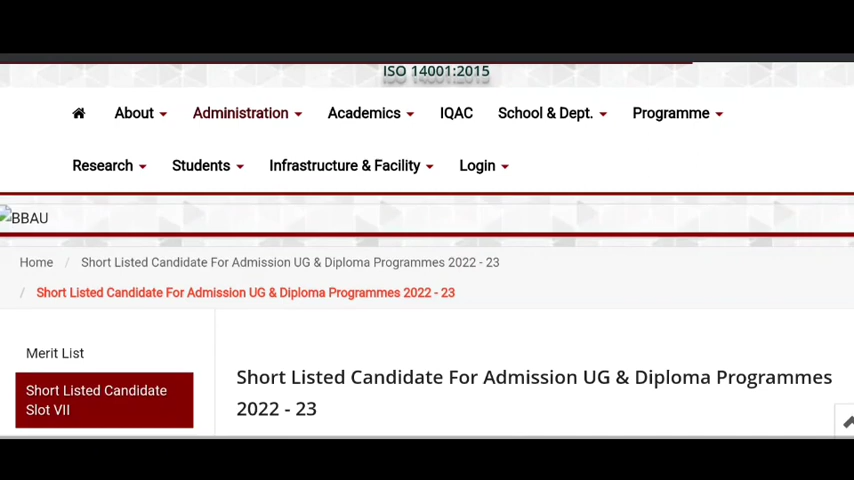 ISO 14001:2015
About Administration Academics IQAC School & Dept. Programme
Research Students Infrastructure & Facility Login
BBAU
Home / Short Listed Candidate For Admission UG & Diploma Programmes 2022 - 23
/ Short Listed Candidate For Admission UG & Diploma Programmes 2022 - 23
Merit List
Short Listed Candidate
Slot VII
Short Listed Candidate For Admission UG & Diploma Programmes
2022 - 23